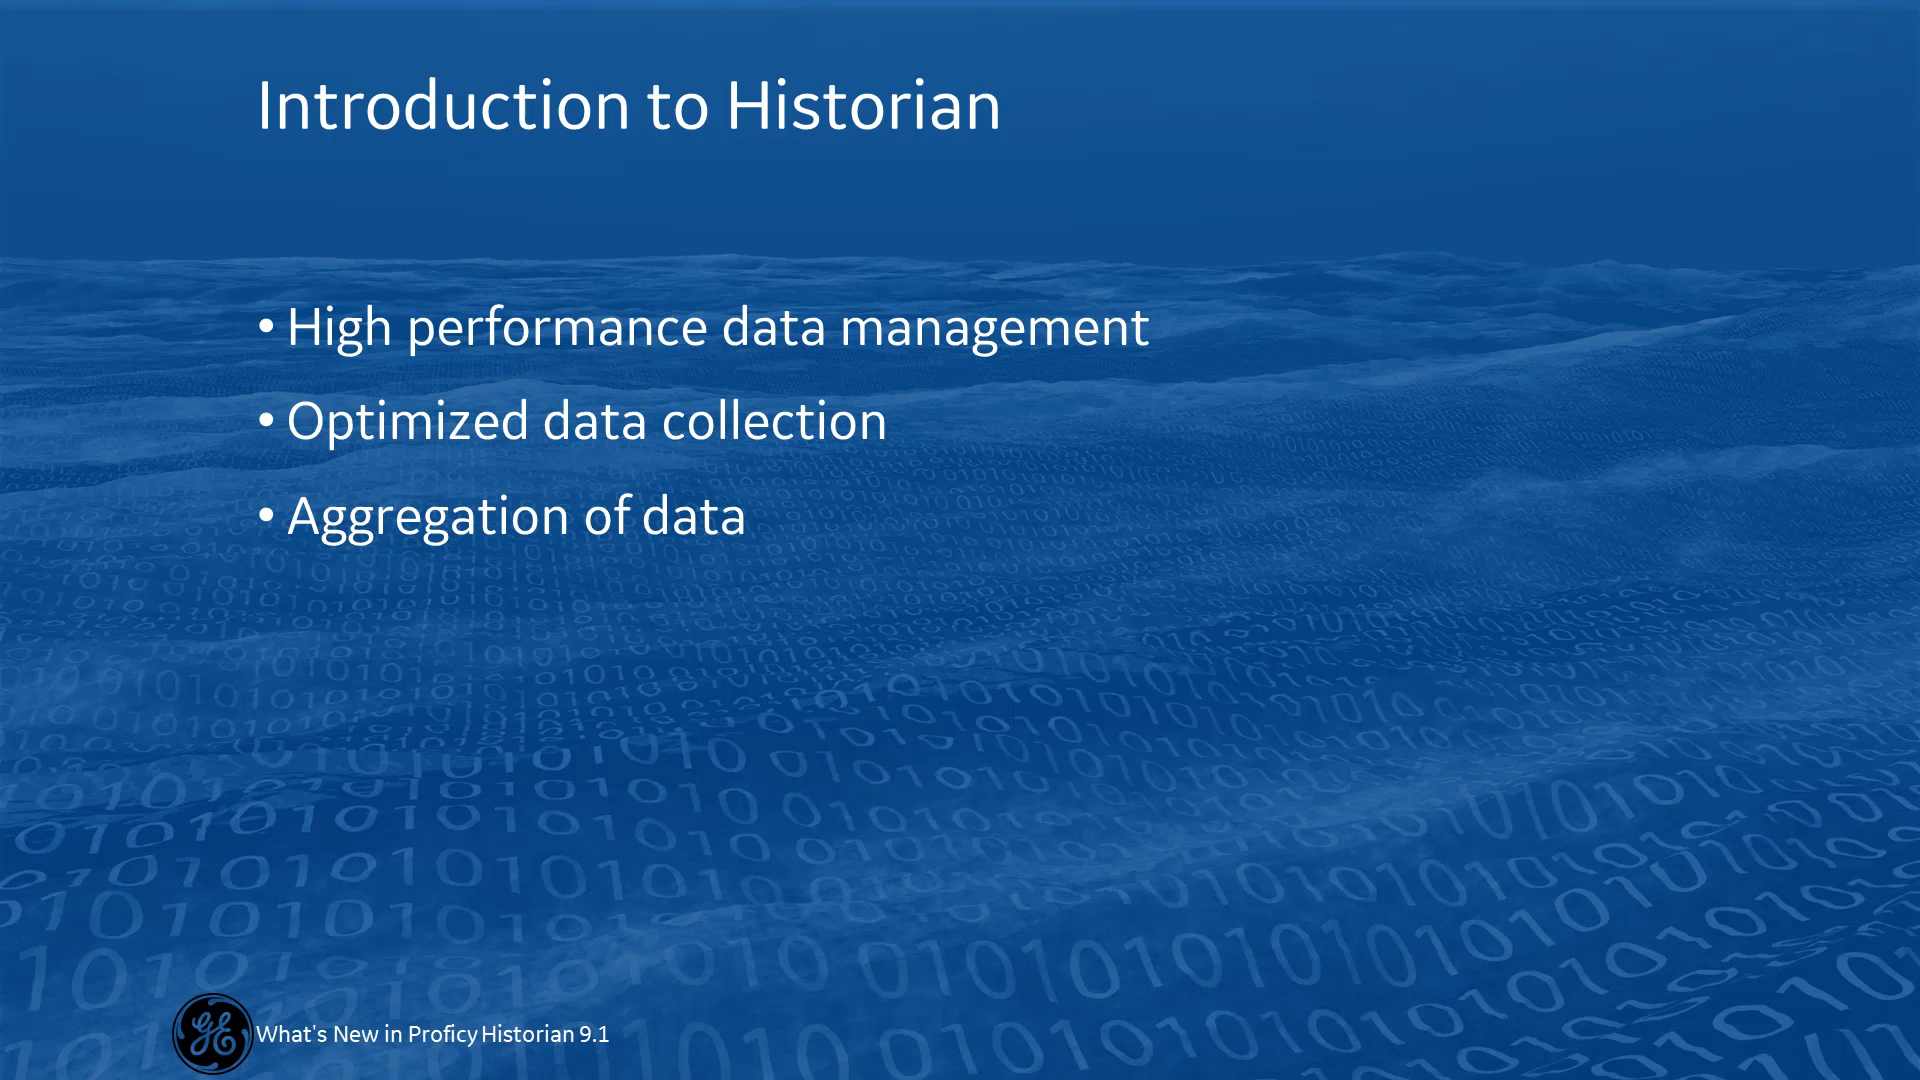 Introduction to Historian
• High performance data management
• Optimized data collection
• Aggregation of data
What's New in Proficy Historian 9.1